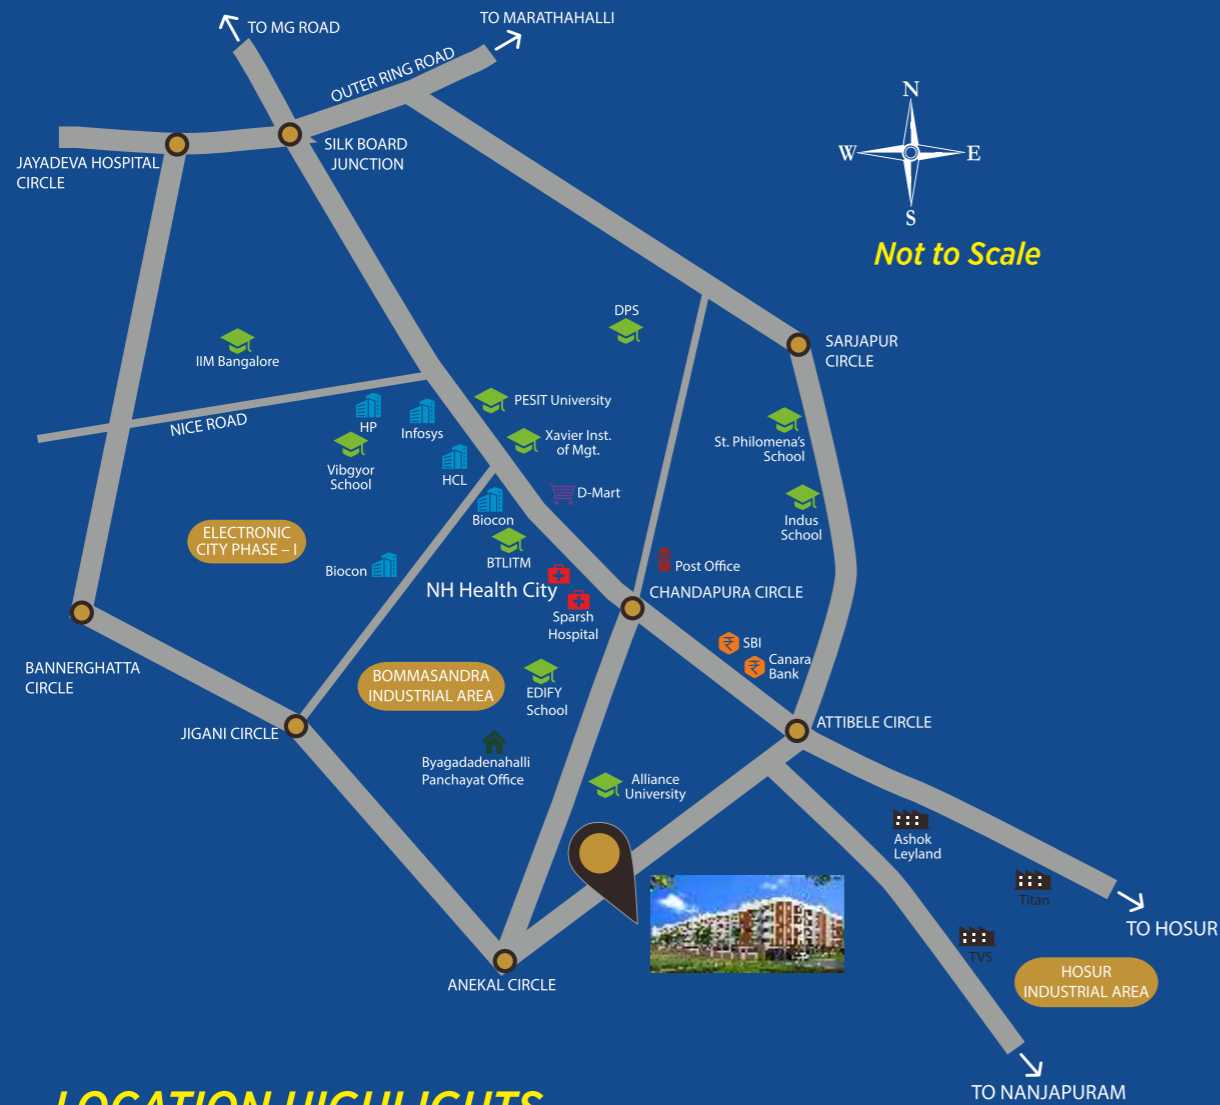 TO MG ROAD
TO MARATHAHALLI
OUTER RING ROAD
N
W
E
S
Not to Scale
JAYADEVA HOSPITAL
CIRCLE
SILK BOARD
JUNCTION
DPS
SARJAPUR
CIRCLE
IIM Bangalore
NICE ROAD
HP
Infosys
PESIT University
Vibgyor
School
HCL
Xavier Inst.
of Mgt.
St. Philomena's
School
D-Mart
Biocon
Indus
School
ELECTRONIC
CITY PHASE – I
BTLITM
Biocon
Post Office
NH Health City
CHANDAPURA CIRCLE
Sparsh
Hospital
SBI
Canara
Bank
BANNERGHATTA
CIRCLE
BOMMASANDRA
INDUSTRIAL AREA
EDIFY
School
JIGANI CIRCLE
ATTIBELE CIRCLE
Byagadadenahalli
Panchayat Office
Alliance
University
Ashok
Leyland
Titan
TO HOSUR
TVS
HOSUR
INDUSTRIAL AREA
ANEKAL CIRCLE
TO NANJAPURAM
LOCATION HIGHLIGHTS